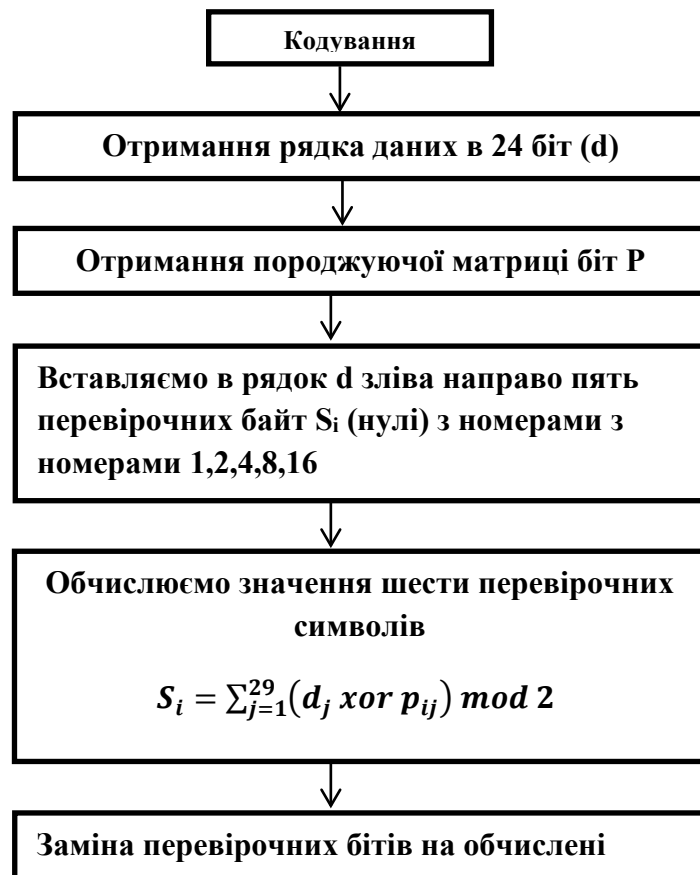 Кодування
Отримання рядка даних в 24 біт (d)
Отримання породжуючої матриці біт P
Вставляємо в рядок d зліва направо пять
перевірочних байт Sᵢ (нулі) з номерами з
номерами 1,2,4,8,16
Обчислюємо значення шести перевірочних
символів
𝑺𝒊 = ∑²⁹ⱼ₌₁(𝒅𝒋 𝒙𝒐𝒓 𝒑𝒊𝒋) 𝒎𝒐𝒅 𝟐
Заміна перевірочних бітів на обчислені